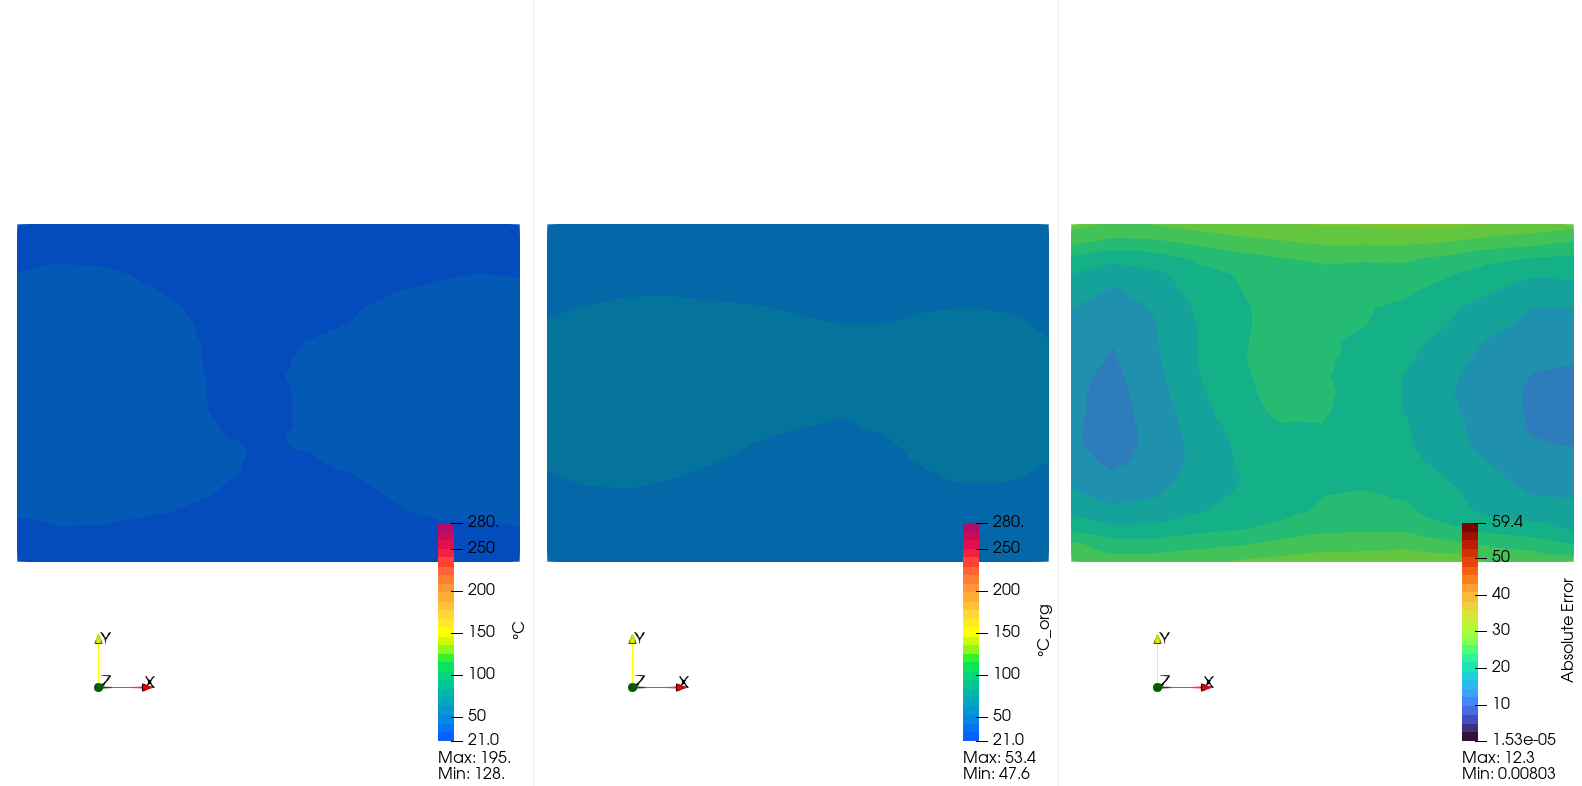 280.
250
200
150
100
50
21.0
°C
Max: 195.
Min: 128.
Y
Z
X
280.
250
200
150
100
50
21.0
°C_org
Max: 53.4
Min: 47.6
Y
Z
X
59.4
50
40
30
20
10
1.53e-05
Absolute Error
Max: 12.3
Min: 0.00803
Y
Z
X